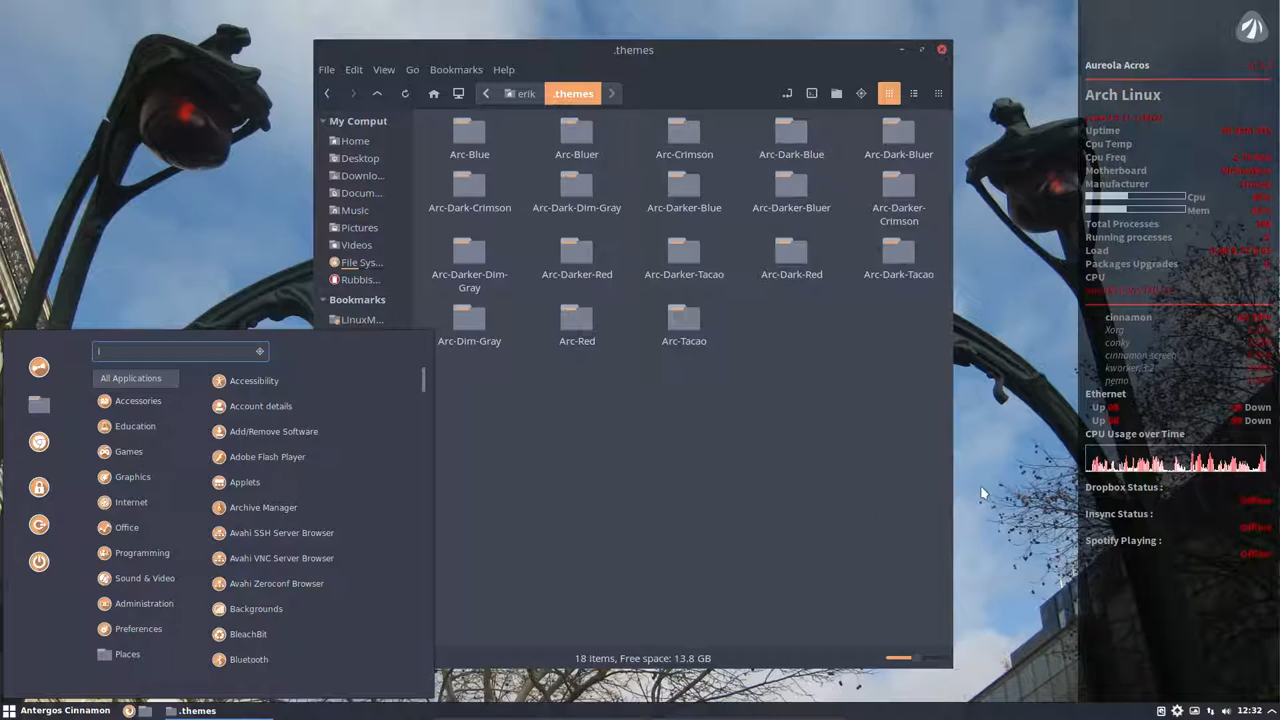 .themes
File Edit View Go Bookmarks Help
erik .themes
My Comput
Home
Desktop
Downlo...
Docum...
Music
Pictures
Videos
File Sys...
Rubbis...
Bookmarks
LinuxM...
Arc-Blue Arc-Bluer Arc-Crimson Arc-Dark-Blue Arc-Dark-Bluer
Arc-Dark-Crimson Arc-Dark-Dim-Gray Arc-Darker-Blue Arc-Darker-Bluer Arc-Darker-
Crimson
Arc-Darker-Dim- Arc-Darker-Red Arc-Darker-Tacao Arc-Dark-Red Arc-Dark-Tacao
Gray
Arc-Dim-Gray Arc-Red Arc-Tacao
18 items, Free space: 13.8 GB
All Applications
Accessories
Education
Games
Graphics
Internet
Office
Programming
Sound & Video
Administration
Preferences
Places
Accessibility
Account details
Add/Remove Software
Adobe Flash Player
Applets
Archive Manager
Avahi SSH Server Browser
Avahi VNC Server Browser
Avahi Zeroconf Browser
Backgrounds
BleachBit
Bluetooth
Aureola Acros
Arch Linux
Uptime
Cpu Temp
Cpu Freq
Motherboard
Manufacturer
Cpu
Mem
Total Processes
Running processes
Load
Packages Upgrades
CPU
cinnamon
Xorg
conky
cinnamon-screen
kworker/3:2
nemo
Ethernet
Up Down
Up Down
CPU Usage over Time
Dropbox Status :
Offline
Insync Status :
Offline
Spotify Playing :
Offline
Antergos Cinnamon .themes 12:32